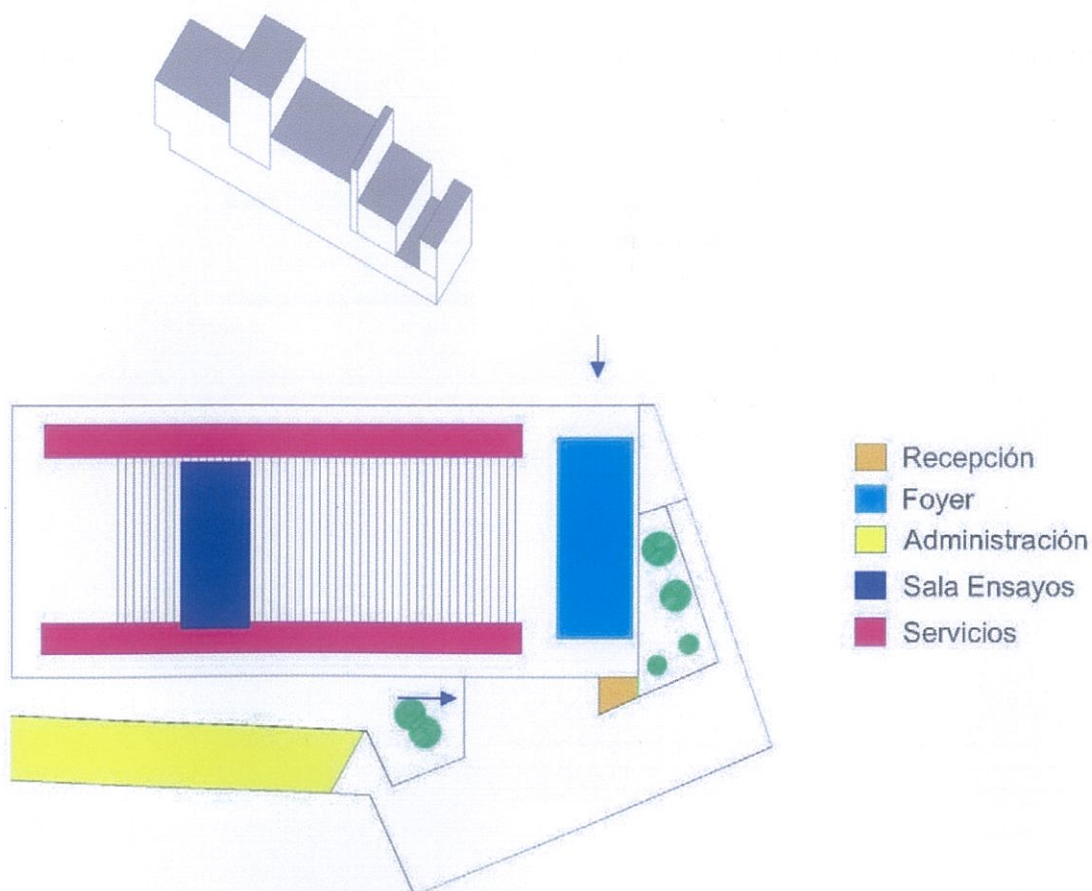 Recepción
Foyer
Administración
Sala Ensayos
Servicios